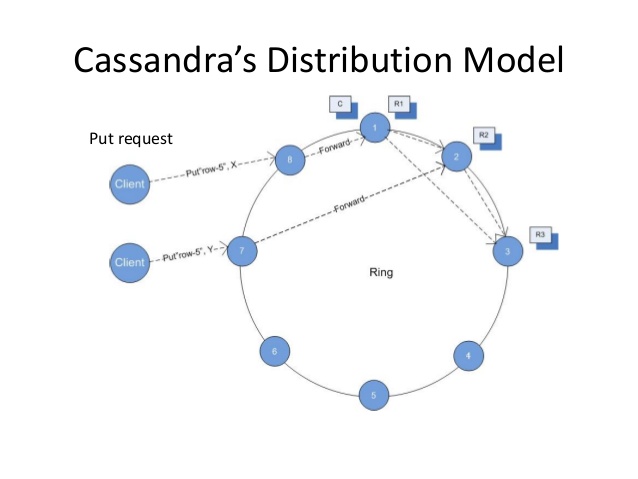 Cassandra's Distribution Model
Put request
C
R1
1
R2
2
8
Forward
Client
Put"row-5", X
Forward
R3
3
7
Client
Put"row-5", Y
Ring
6
4
5